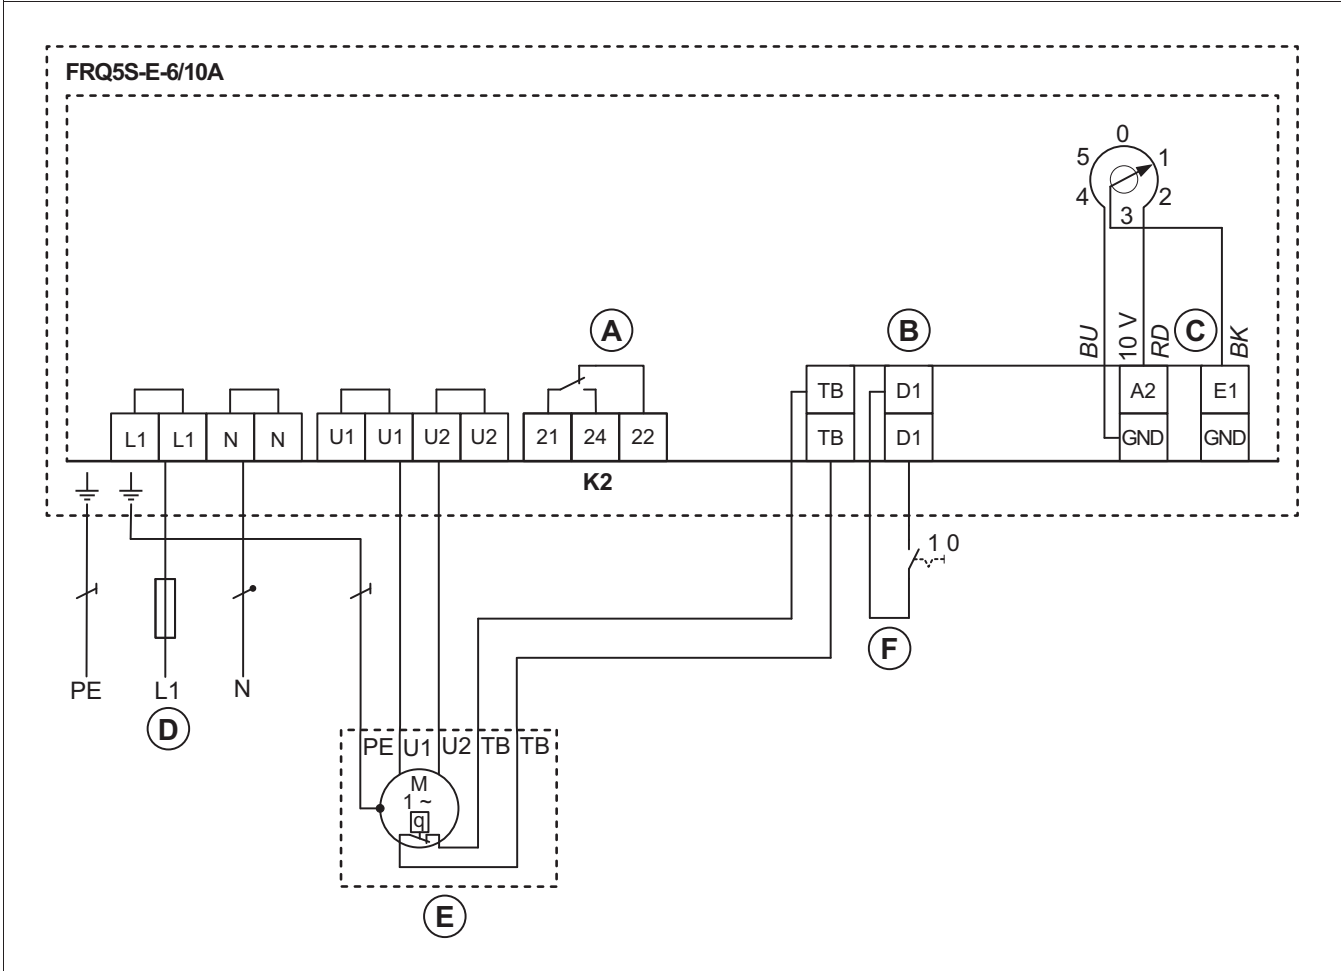 FRQ5S-E-6/10A
0
5 1
4 2
3
A B C
BU 10 V RD BK
TB D1 A2 E1
L1 L1 N N U1 U1 U2 U2 21 24 22 TB D1 GND GND
K2
1 0
F
PE L1 N
D
PE U1 U2 TB TB
M
1 ~
q
E